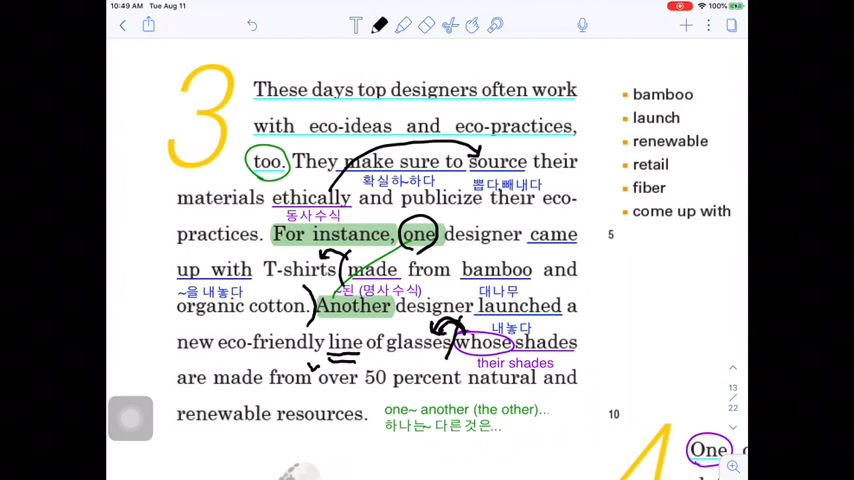 10:49 AM Tue Aug 11
100%
3
These days top designers often work
with eco-ideas and eco-practices,
too. They make sure to source their
확실하~하다
뽑다,빼내다
materials ethically and publicize their eco-
동사수식
practices. For instance, one designer came
5
up with T-shirts made from bamboo and
~을 내놓다
~된 (명사수식)
대나무
organic cotton. Another designer launched a
내놓다
new eco-friendly line of glasses whose shades
their shades
are made from over 50 percent natural and
renewable resources.
10
one~ another (the other)...
하나는~ 다른 것은...
bamboo
launch
renewable
retail
fiber
come up with
13
/
22
4
One